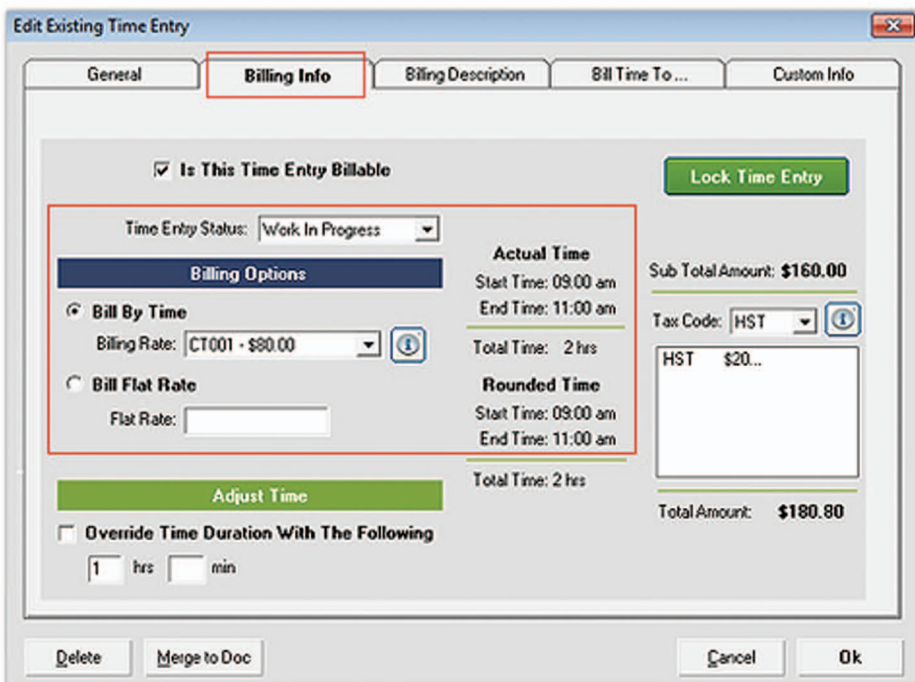 Edit Existing Time Entry
General
Billing Info
Billing Description
Bill Time To ...
Custom Info
Is This Time Entry Billable
Lock Time Entry
Time Entry Status: Work In Progress
Billing Options
Bill By Time
Billing Rate: CT001 - $80.00
Bill Flat Rate
Flat Rate:
Actual Time
Start Time: 09:00 am
End Time: 11:00 am
Total Time: 2 hrs
Rounded Time
Start Time: 09:00 am
End Time: 11:00 am
Total Time: 2 hrs
Sub Total Amount: $160.00
Tax Code: HST
HST $20...
Total Amount: $180.80
Adjust Time
Override Time Duration With The Following
1 hrs min
Delete
Merge to Doc
Cancel
Ok